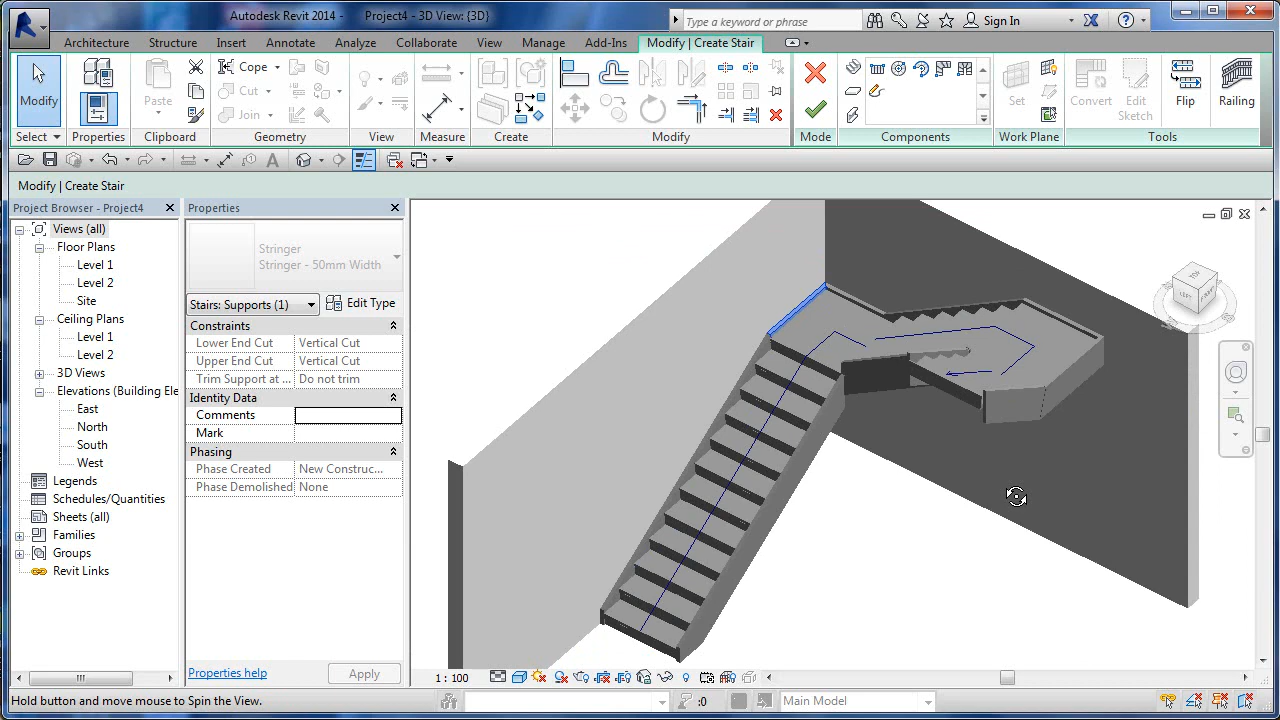 Autodesk Revit 2014 - Project4 - 3D View: {3D}
Type a keyword or phrase
Sign In
Architecture Structure Insert Annotate Analyze Collaborate View Manage Add-Ins Modify | Create Stair
Modify
Paste
Cope
Cut
Join
Set
Convert
Edit
Sketch
Flip
Railing
Select Properties Clipboard Geometry View Measure Create Modify Mode Components Work Plane Tools
Modify | Create Stair
Project Browser - Project4
Views (all)
Floor Plans
Level 1
Level 2
Site
Ceiling Plans
Level 1
Level 2
3D Views
Elevations (Building Ele
East
North
South
West
Legends
Schedules/Quantities
Sheets (all)
Families
Groups
Revit Links
Properties
Stringer
Stringer - 50mm Width
Stairs: Supports (1)
Edit Type
Constraints
Lower End Cut Vertical Cut
Upper End Cut Vertical Cut
Trim Support at ... Do not trim
Identity Data
Comments
Mark
Phasing
Phase Created New Construc...
Phase Demolished None
Properties help
Apply
TOP
LEFT
FRONT
1 : 100
Hold button and move mouse to Spin the View.
:0
Main Model